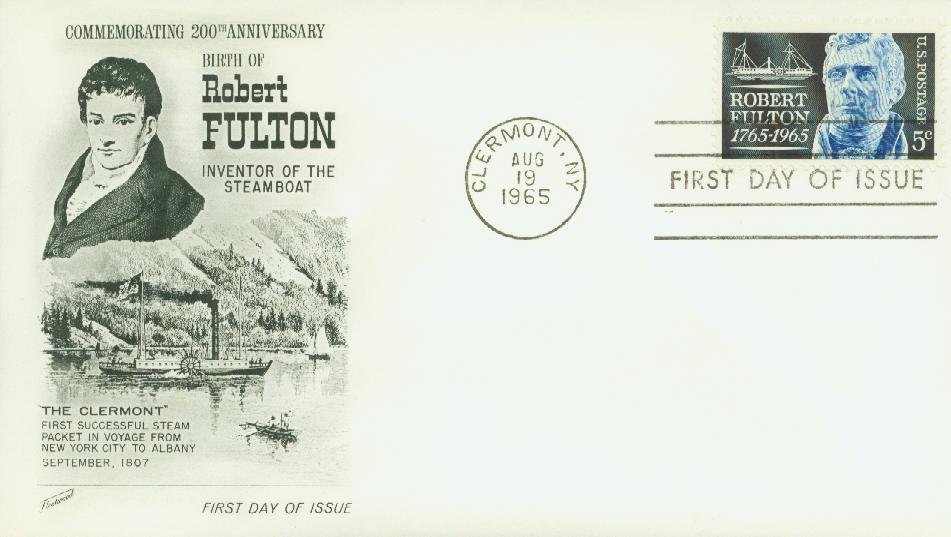 COMMEMORATING 200TH ANNIVERSARY
BIRTH OF
Robert
FULTON
INVENTOR OF THE
STEAMBOAT
"THE CLERMONT"
FIRST SUCCESSFUL STEAM
PACKET IN VOYAGE FROM
NEW YORK CITY TO ALBANY
SEPTEMBER, 1807
Fleetwood
FIRST DAY OF ISSUE
CLERMONT, NY
AUG
19
1965
ROBERT
FULTON
1765-1965
U.S. POSTAGE
5c
FIRST DAY OF ISSUE